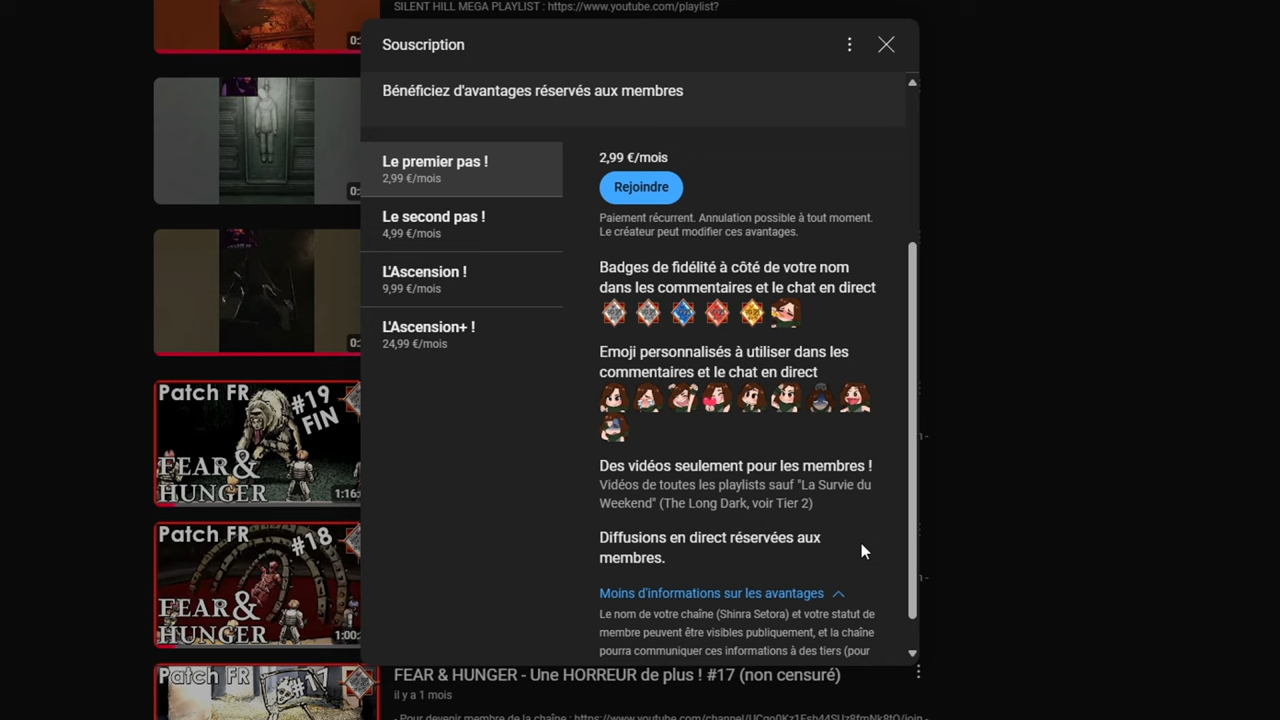 SILENT HILL MEGA PLAYLIST : https://www.youtube.com/playlist?
Souscription
Bénéficiez d'avantages réservés aux membres
Le premier pas !
2,99 €/mois
Le second pas !
4,99 €/mois
L'Ascension !
9,99 €/mois
L'Ascension+ !
24,99 €/mois
2,99 €/mois
Rejoindre
Paiement récurrent. Annulation possible à tout moment.
Le créateur peut modifier ces avantages.
Badges de fidélité à côté de votre nom
dans les commentaires et le chat en direct
Emoji personnalisés à utiliser dans les
commentaires et le chat en direct
Des vidéos seulement pour les membres !
Vidéos de toutes les playlists sauf "La Survie du
Weekend" (The Long Dark, voir Tier 2)
Diffusions en direct réservées aux
membres.
Moins d'informations sur les avantages
Le nom de votre chaîne (Shinra Setora) et votre statut de
membre peuvent être visibles publiquement, et la chaîne
pourra communiquer ces informations à des tiers (pour
Patch FR
#19
FIN
FEAR &
HUNGER
1:16:
Patch FR
#18
FEAR &
HUNGER
1:00:
Patch FR
#17
FEAR & HUNGER - Une HORREUR de plus ! #17 (non censuré)
il y a 1 mois
- Pour devenir membre de la chaîne :